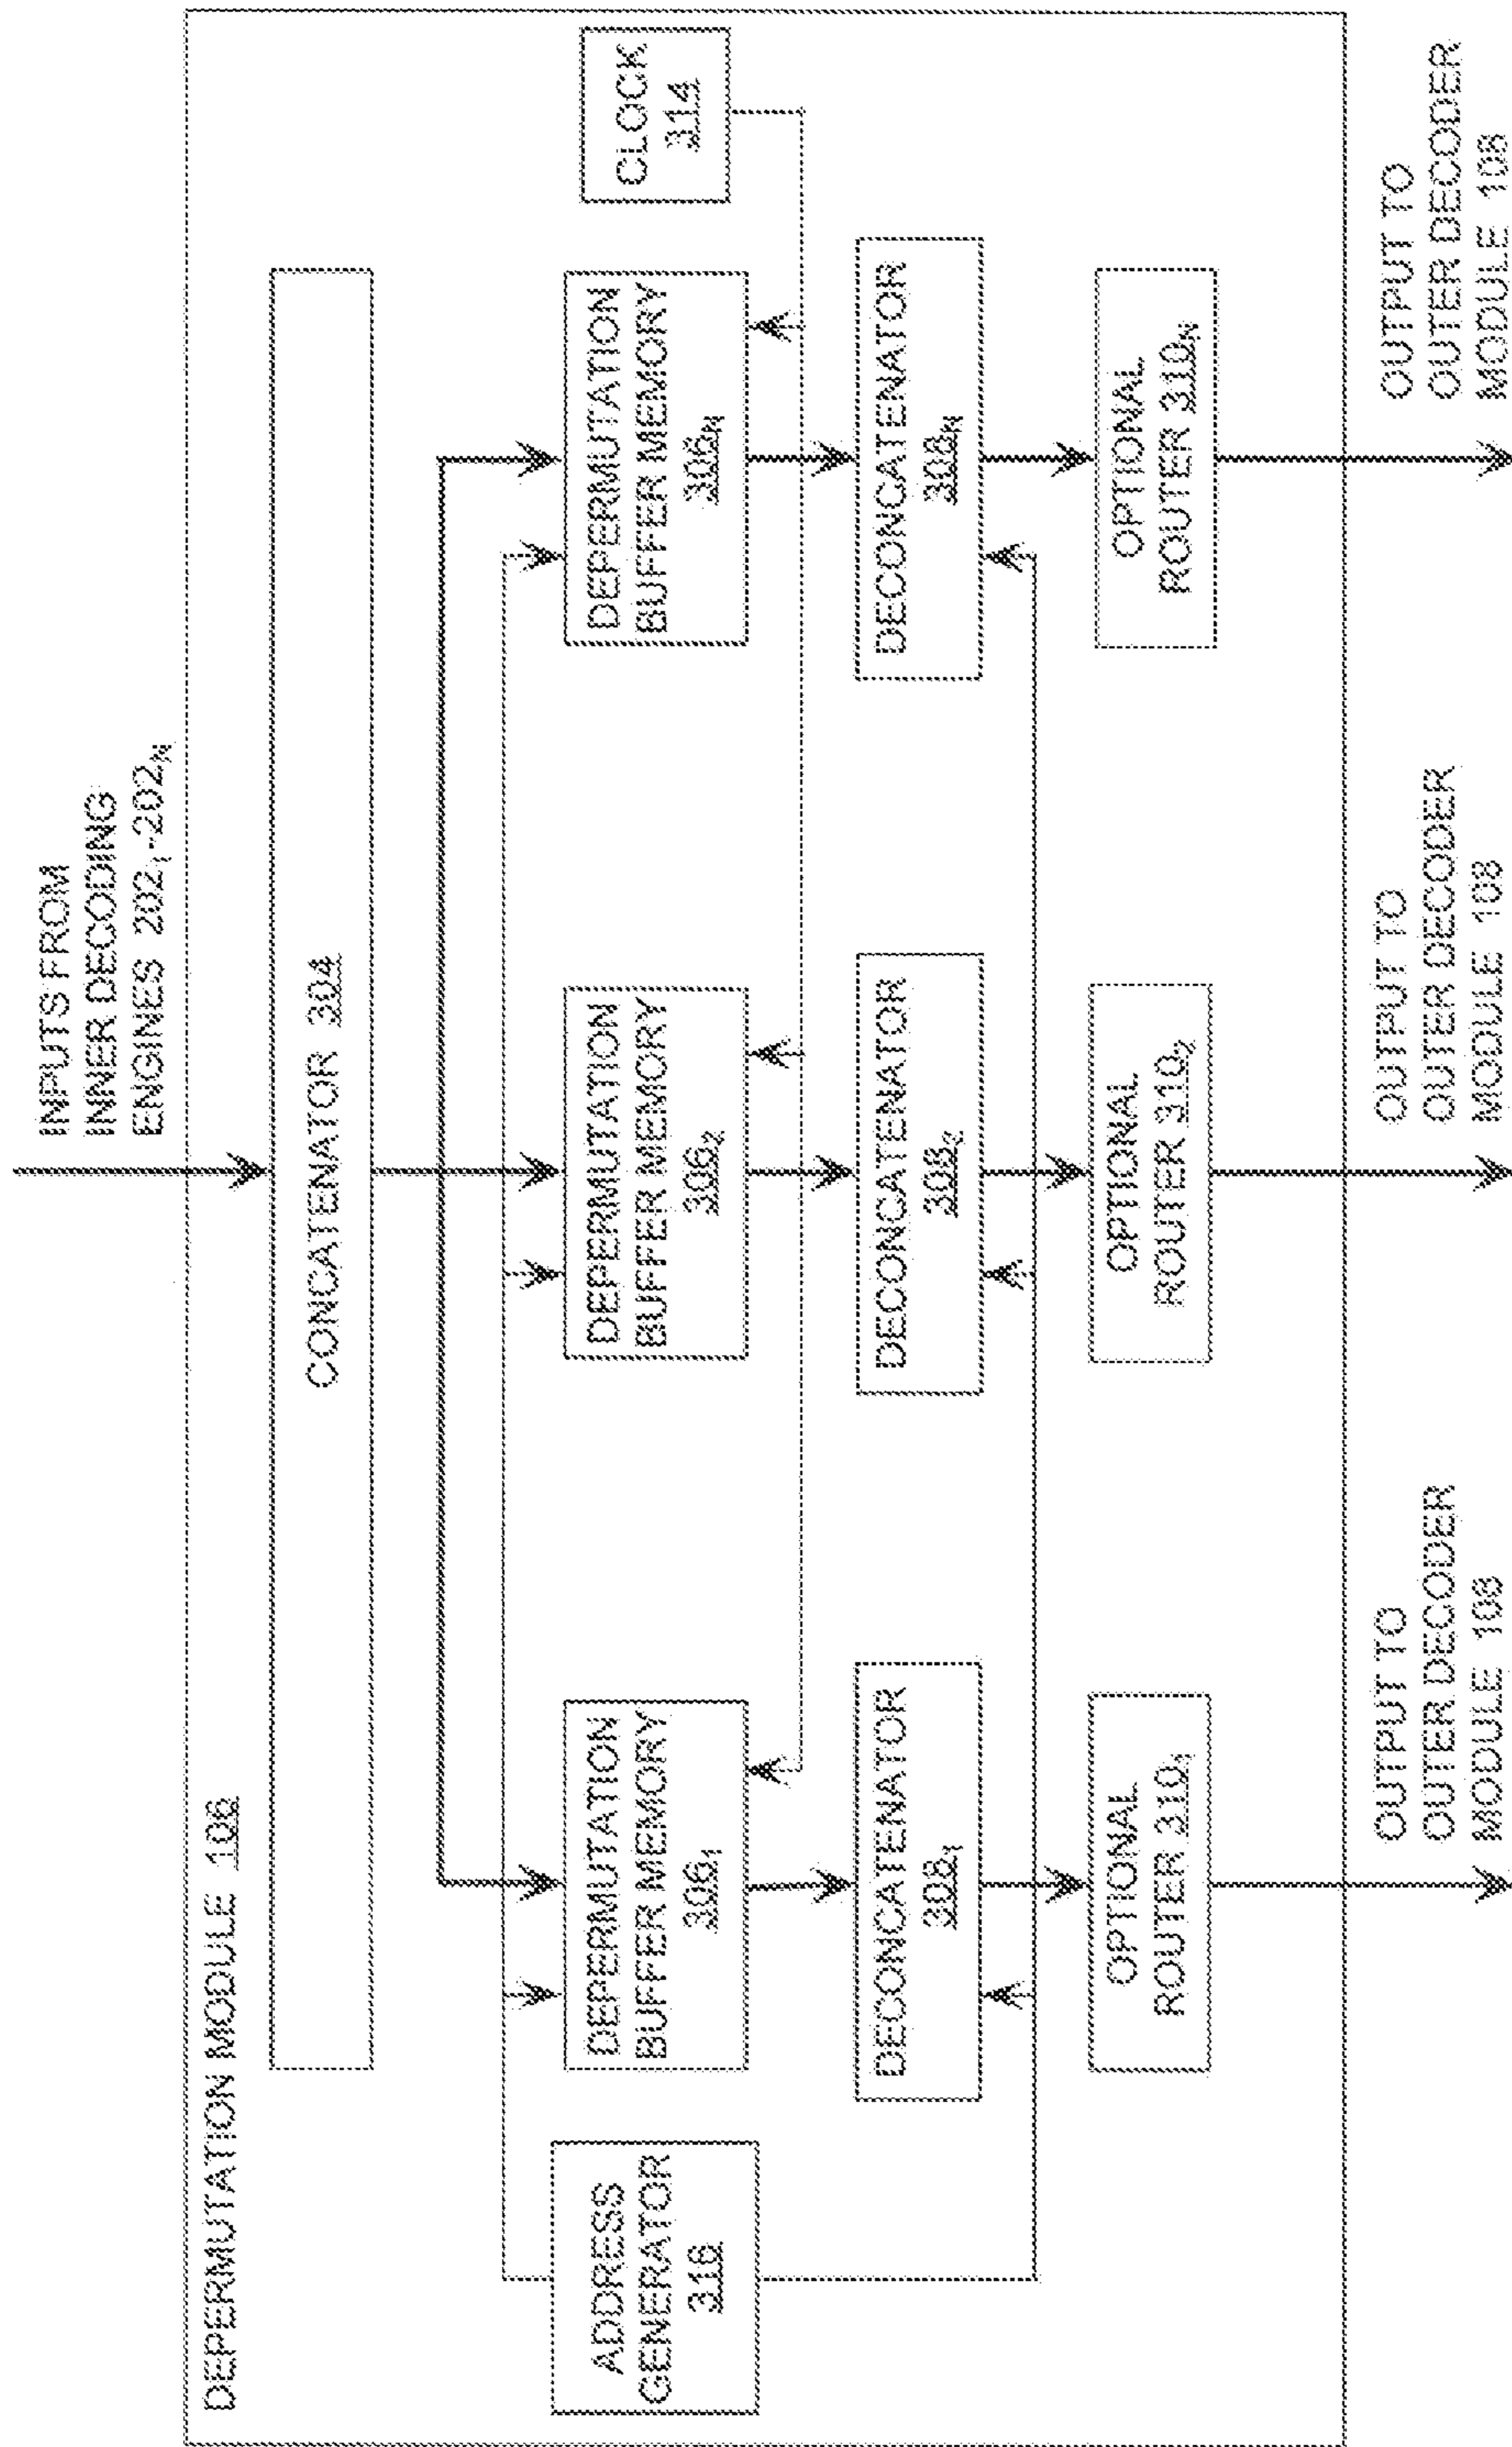 INPUTS FROM
INNER DECODING
ENGINES 202₁-202ₙ
DEPERMUTATION MODULE 106
CONCATENATOR 304
ADDRESS
GENERATOR
316
DEPERMUTATION
BUFFER MEMORY
306₁
DEPERMUTATION
BUFFER MEMORY
306₂
DEPERMUTATION
BUFFER MEMORY
306ₙ
CLOCK
314
DECONCATENATOR
308₁
DECONCATENATOR
308₂
DECONCATENATOR
308ₙ
OPTIONAL
ROUTER 310₁
OPTIONAL
ROUTER 310₂
OPTIONAL
ROUTER 310ₙ
OUTPUT TO
OUTER DECODER
MODULE 108
OUTPUT TO
OUTER DECODER
MODULE 108
OUTPUT TO
OUTER DECODER
MODULE 108